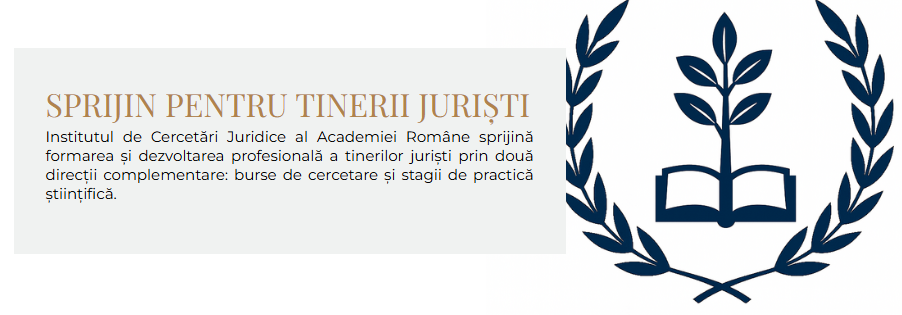 SPRIJIN PENTRU TINERII JURIȘTI
Institutul de Cercetări Juridice al Academiei Române sprijină
formarea și dezvoltarea profesională a tinerilor juriști prin două
direcții complementare: burse de cercetare și stagii de practică
științifică.